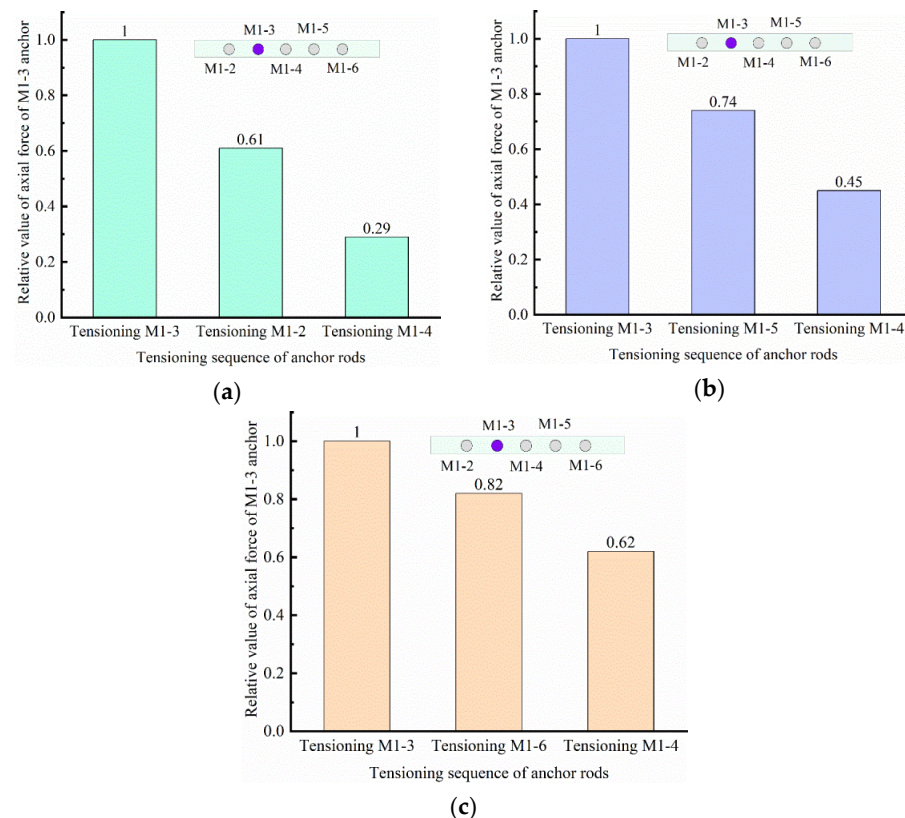 Relative value of axial force of M1-3 anchor
1.0
0.8
0.6
0.4
0.2
0.0
1
0.61
0.29
M1-3 M1-5
M1-2 M1-4 M1-6
Tensioning M1-3 Tensioning M1-2 Tensioning M1-4
Tensioning sequence of anchor rods
(a)
Relative value of axial force of M1-3 anchor
1.0
0.8
0.6
0.4
0.2
0.0
1
0.74
0.45
M1-3 M1-5
M1-2 M1-4 M1-6
Tensioning M1-3 Tensioning M1-5 Tensioning M1-4
Tensioning sequence of anchor rods
(b)
Relative value of axial force of M1-3 anchor
1.0
0.8
0.6
0.4
0.2
0.0
1
0.82
0.62
M1-3 M1-5
M1-2 M1-4 M1-6
Tensioning M1-3 Tensioning M1-6 Tensioning M1-4
Tensioning sequence of anchor rods
(c)